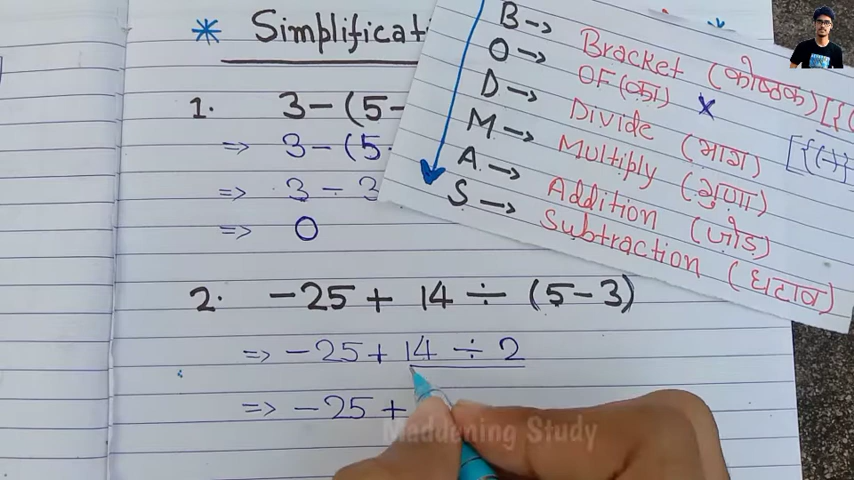 * Simplificat
1. 3-(5-
=> 3-(5-
=> 3-3
=> 0
2. -25+ 14÷(5-3)
=> -25+14÷2
=> -25+
B→ Bracket (कोष्ठक) [{(
O→ OF(का) x
D→ Divide (भाग) [{(-)}
M→ Multiply (गुणा)
A→ Addition (जोड़)
S→ Subtraction (घटाव)
Maddening Study